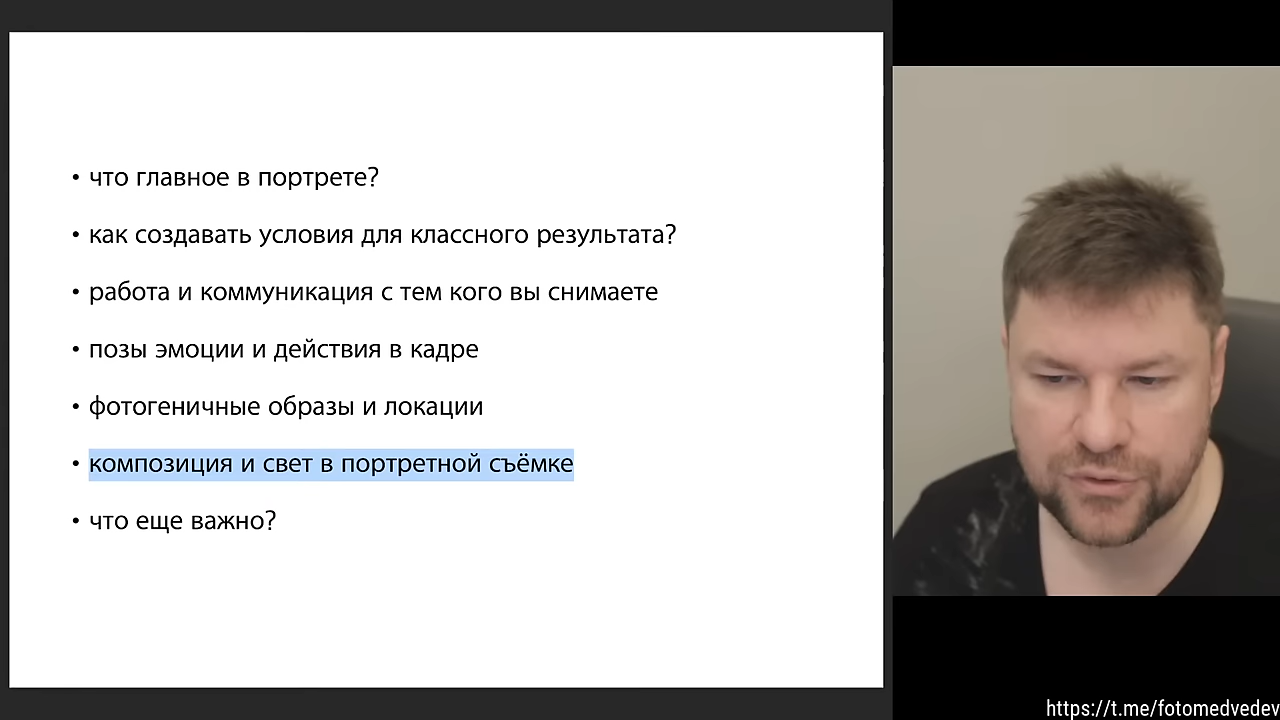 • что главное в портрете?
• как создавать условия для классного результата?
• работа и коммуникация с тем кого вы снимаете
• позы эмоции и действия в кадре
• фотогеничные образы и локации
• композиция и свет в портретной съёмке
• что еще важно?
https://t.me/fotomedvedev